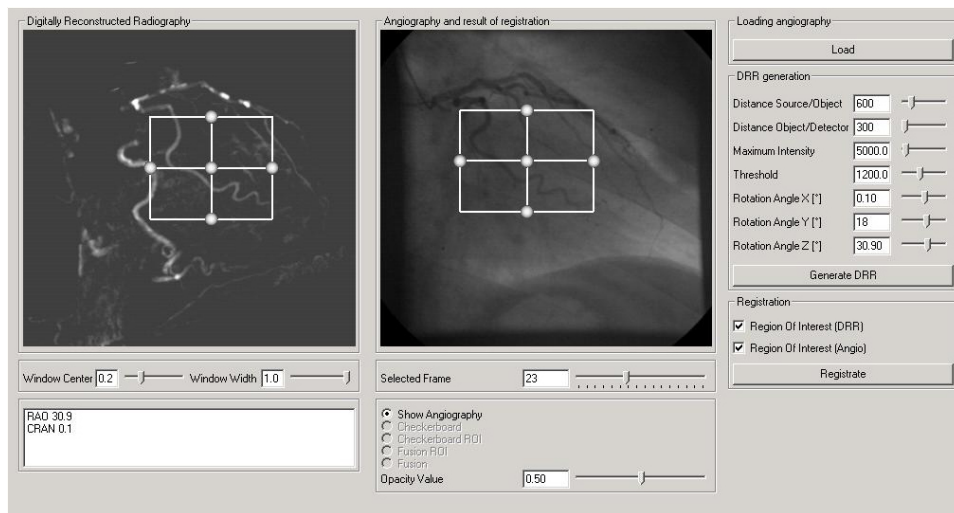 Digitally Reconstructed Radiography
Window Center 0.2 Window Width 1.0
RAO 30.9
CRAN 0.1
Angiography and result of registration
Selected Frame 23
Show Angiography
Checkerboard
Checkerboard ROI
Fusion ROI
Fusion
Opacity Value 0.50
Loading angiography
Load
DRR generation
Distance Source/Object 600
Distance Object/Detector 300
Maximum Intensity 5000.0
Threshold 1200.0
Rotation Angle X [°] 0.10
Rotation Angle Y [°] 18
Rotation Angle Z [°] 30.90
Generate DRR
Registration
Region Of Interest (DRR)
Region Of Interest (Angio)
Registrate